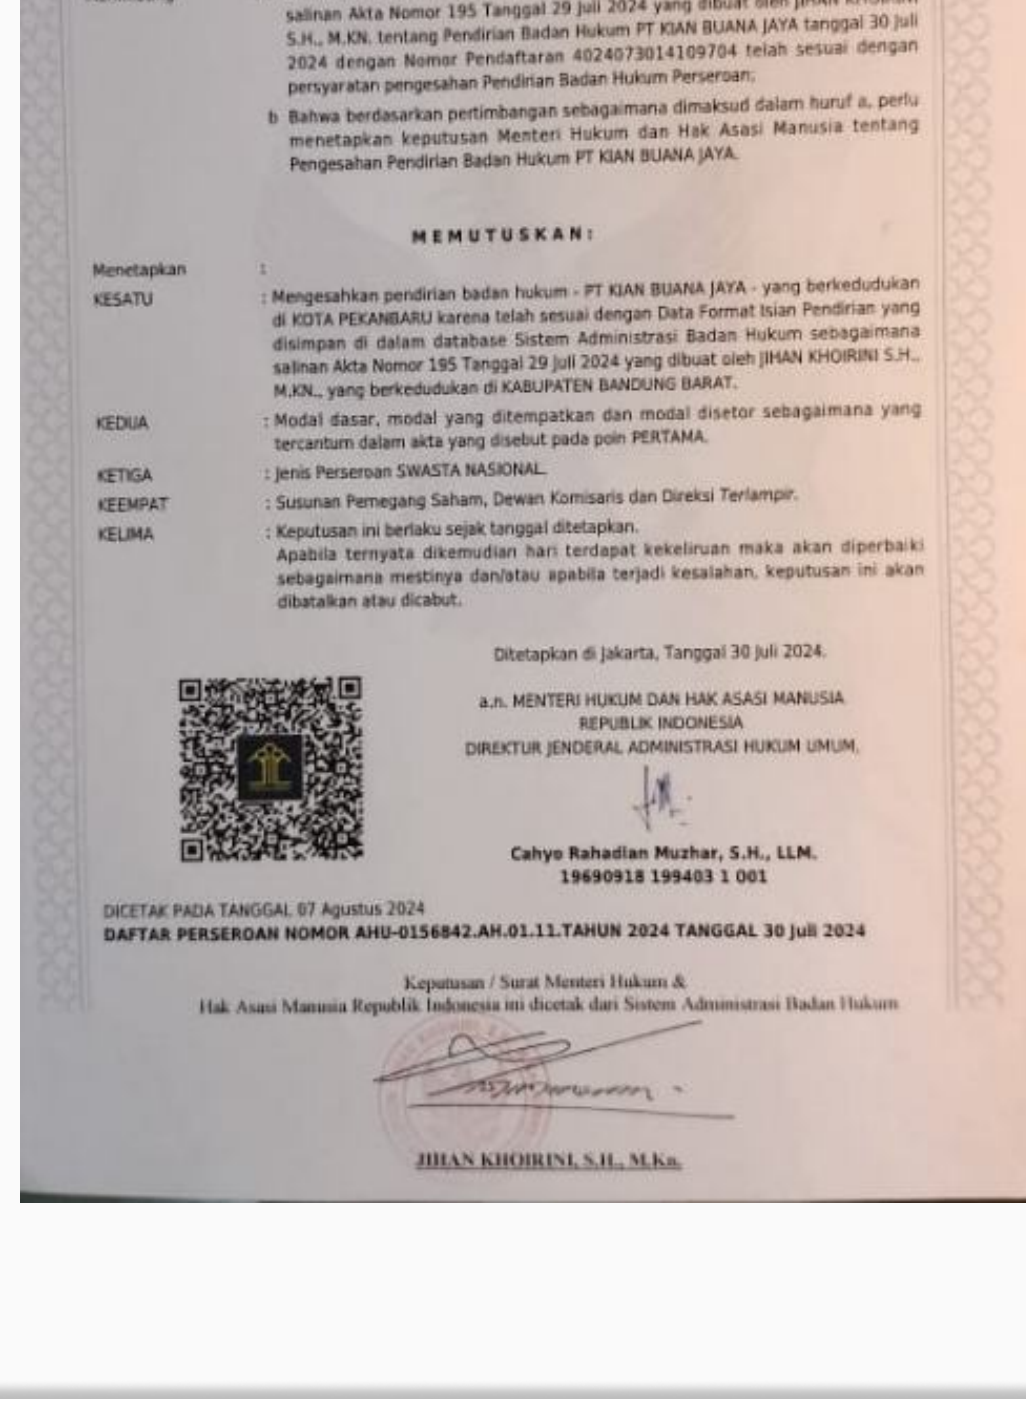 salinan Akta Nomor 195 Tanggal 29 Juli 2024 yang dibuat oleh JIHAN KHOIRINI
S.H., M.KN. tentang Pendirian Badan Hukum PT KIAN BUANA JAYA tanggal 30 Juli
2024 dengan Nomor Pendaftaran 4024073014109704 telah sesuai dengan
persyaratan pengesahan Pendirian Badan Hukum Perseroan;
b Bahwa berdasarkan pertimbangan sebagaimana dimaksud dalam huruf a, perlu
menetapkan keputusan Menteri Hukum dan Hak Asasi Manusia tentang
Pengesahan Pendirian Badan Hukum PT KIAN BUANA JAYA.
MEMUTUSKAN:
Menetapkan :
KESATU : Mengesahkan pendirian badan hukum - PT KIAN BUANA JAYA - yang berkedudukan
di KOTA PEKANBARU karena telah sesuai dengan Data Format Isian Pendirian yang
disimpan di dalam database Sistem Administrasi Badan Hukum sebagaimana
salinan Akta Nomor 195 Tanggal 29 Juli 2024 yang dibuat oleh JIHAN KHOIRINI S.H.,
M.KN., yang berkedudukan di KABUPATEN BANDUNG BARAT.
KEDUA : Modal dasar, modal yang ditempatkan dan modal disetor sebagaimana yang
tercantum dalam akta yang disebut pada poin PERTAMA.
KETIGA : Jenis Perseroan SWASTA NASIONAL.
KEEMPAT : Susunan Pemegang Saham, Dewan Komisaris dan Direksi Terlampir.
KELIMA : Keputusan ini berlaku sejak tanggal ditetapkan.
Apabila ternyata dikemudian hari terdapat kekeliruan maka akan diperbaiki
sebagaimana mestinya dan/atau apabila terjadi kesalahan, keputusan ini akan
dibatalkan atau dicabut.
Ditetapkan di Jakarta, Tanggal 30 Juli 2024.
a.n. MENTERI HUKUM DAN HAK ASASI MANUSIA
REPUBLIK INDONESIA
DIREKTUR JENDERAL ADMINISTRASI HUKUM UMUM,
Cahyo Rahadian Muzhar, S.H., LLM.
19690918 199403 1 001
DICETAK PADA TANGGAL 07 Agustus 2024
DAFTAR PERSEROAN NOMOR AHU-0156842.AH.01.11.TAHUN 2024 TANGGAL 30 Juli 2024
Keputusan / Surat Menteri Hukum &
Hak Asasi Manusia Republik Indonesia ini dicetak dari Sistem Administrasi Badan Hukum
JIHAN KHOIRINI, S.H., M.Kn.